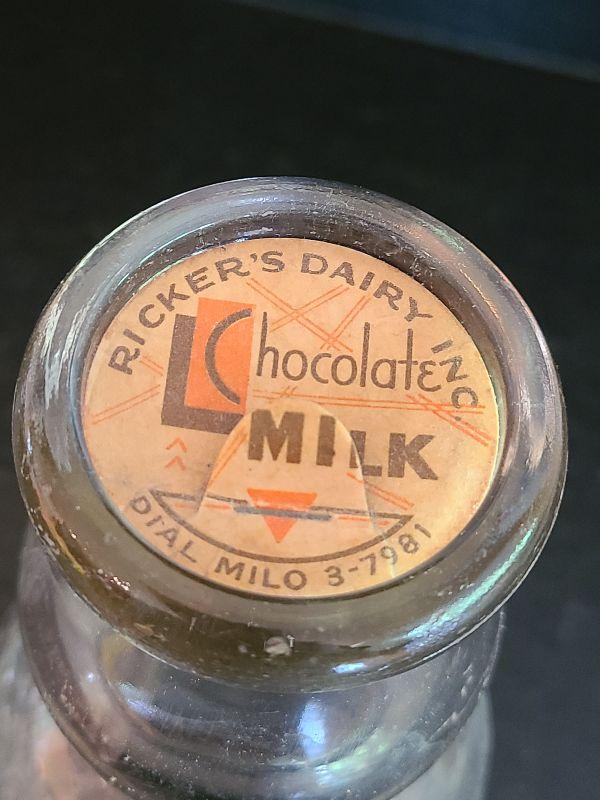 RICKER'S DAIRY INC.
Chocolate
MILK
DIAL MILO 3-7981